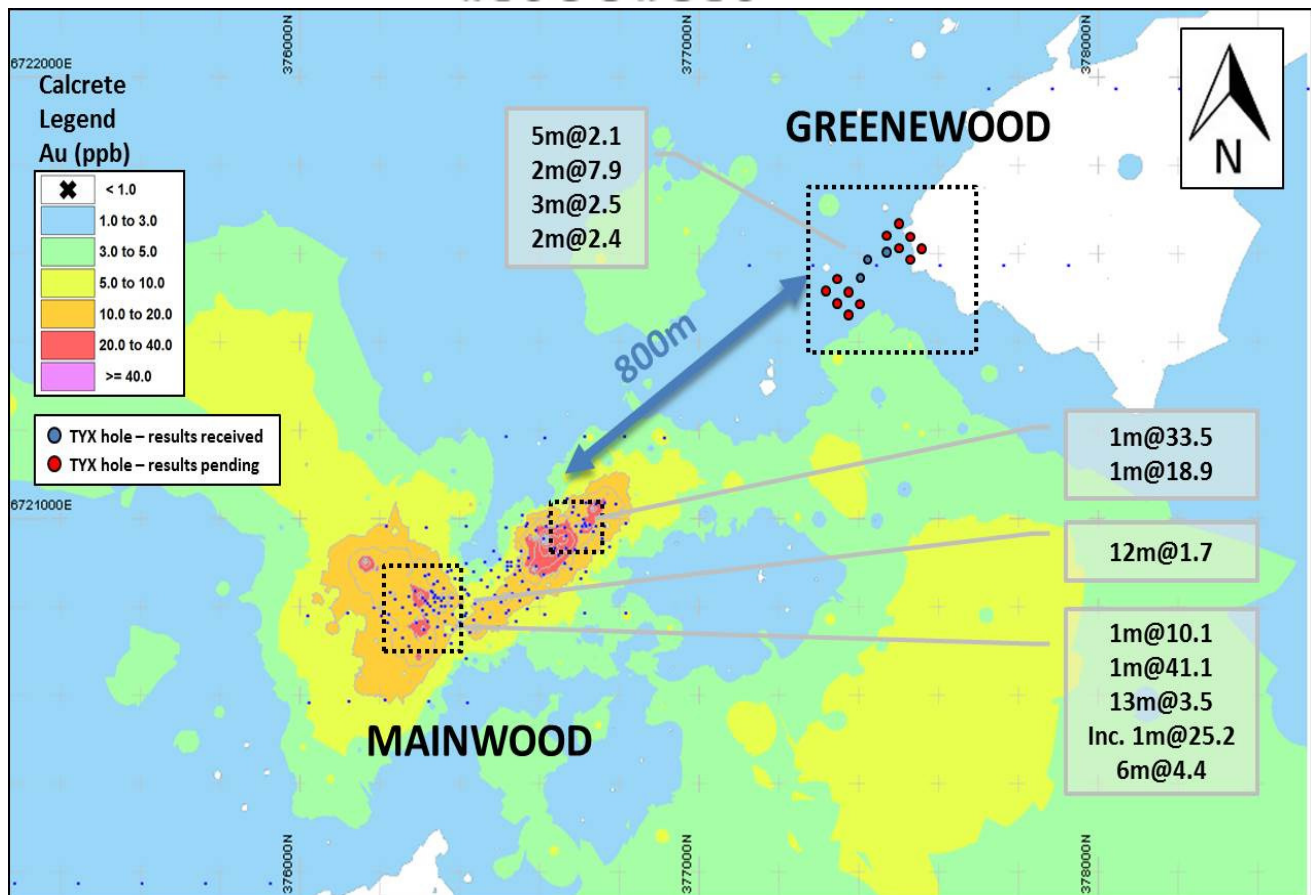 376000N
377000N
378000N
6722000E
Calcrete
Legend
Au (ppb)
< 1.0
1.0 to 3.0
3.0 to 5.0
5.0 to 10.0
10.0 to 20.0
20.0 to 40.0
>= 40.0
TYX hole – results received
TYX hole – results pending
5m@2.1
2m@7.9
3m@2.5
2m@2.4
GREENEWOOD
N
800m
6721000E
1m@33.5
1m@18.9
12m@1.7
1m@10.1
1m@41.1
13m@3.5
Inc. 1m@25.2
6m@4.4
MAINWOOD
376000N
377000N
378000N